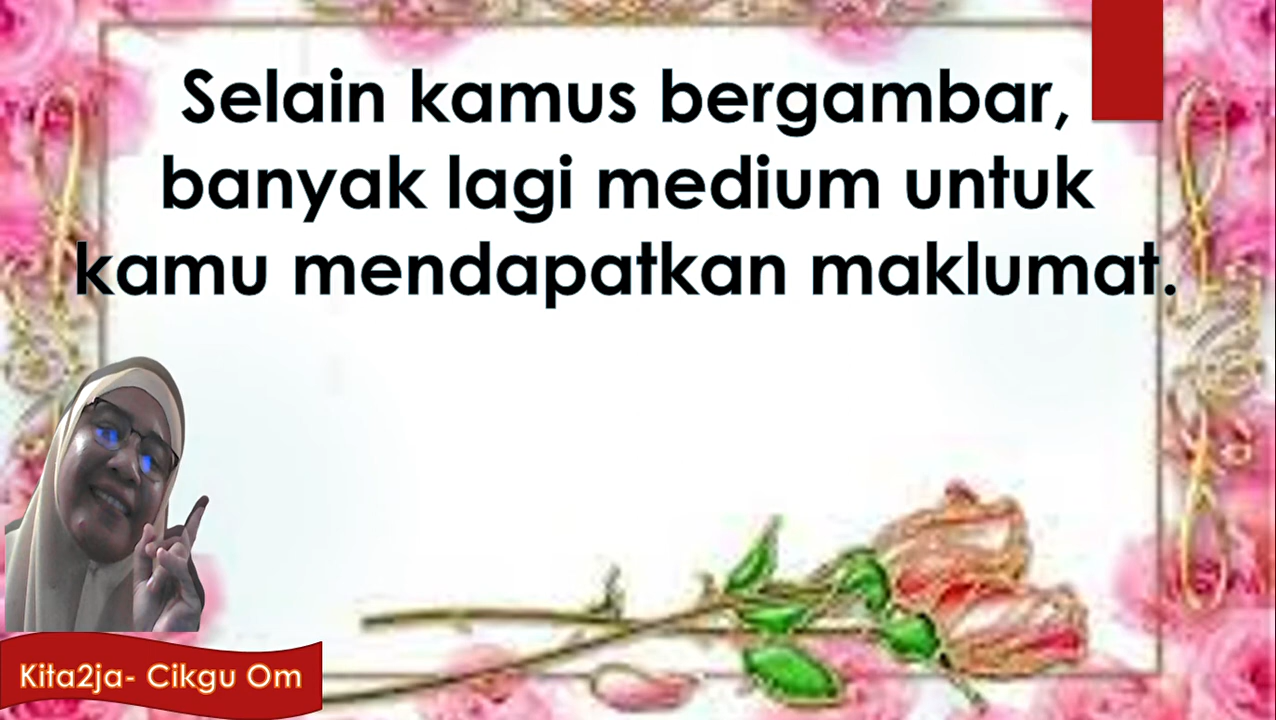 Selain kamus bergambar,
banyak lagi medium untuk
kamu mendapatkan maklumat.
Kita2ja- Cikgu Om